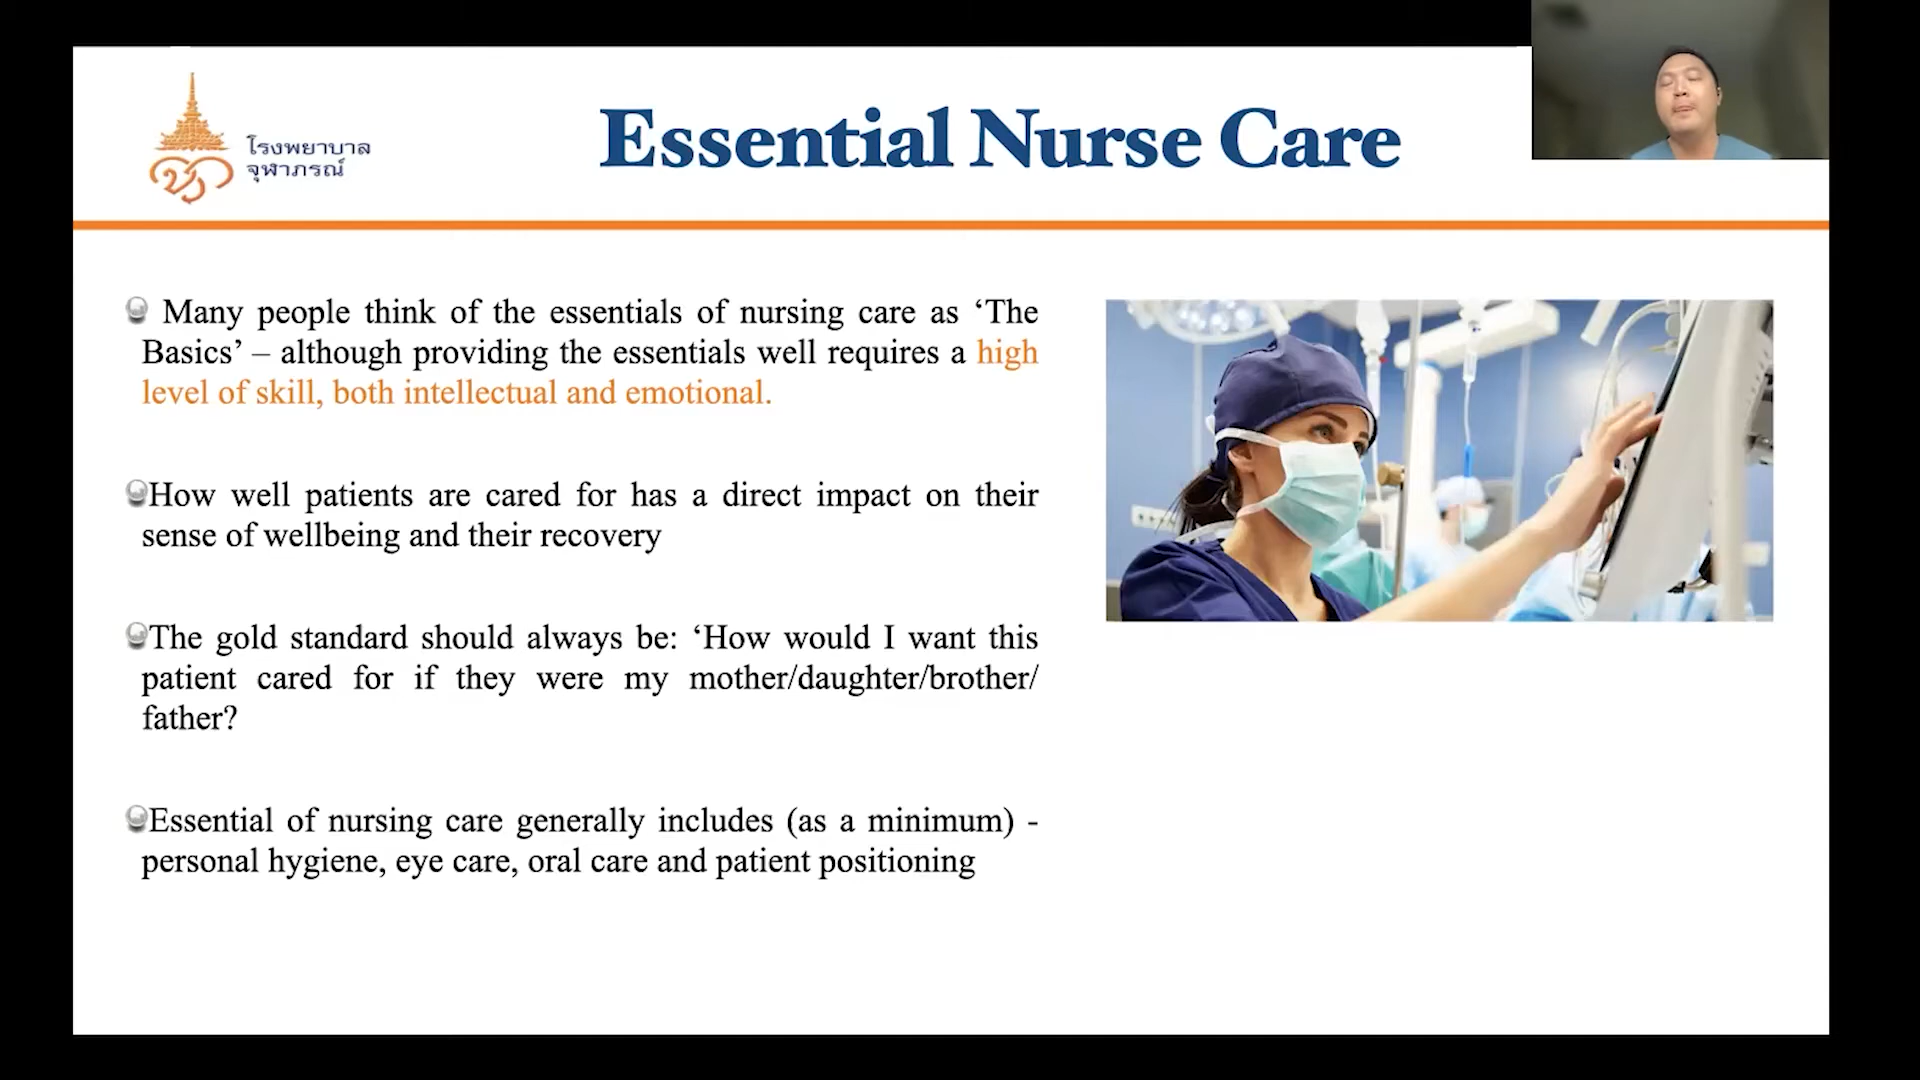 โรงพยาบาล
จุฬาภรณ์
Essential Nurse Care
Many people think of the essentials of nursing care as ‘The
Basics’ – although providing the essentials well requires a high
level of skill, both intellectual and emotional.
How well patients are cared for has a direct impact on their
sense of wellbeing and their recovery
The gold standard should always be: ‘How would I want this
patient cared for if they were my mother/daughter/brother/
father?
Essential of nursing care generally includes (as a minimum) -
personal hygiene, eye care, oral care and patient positioning